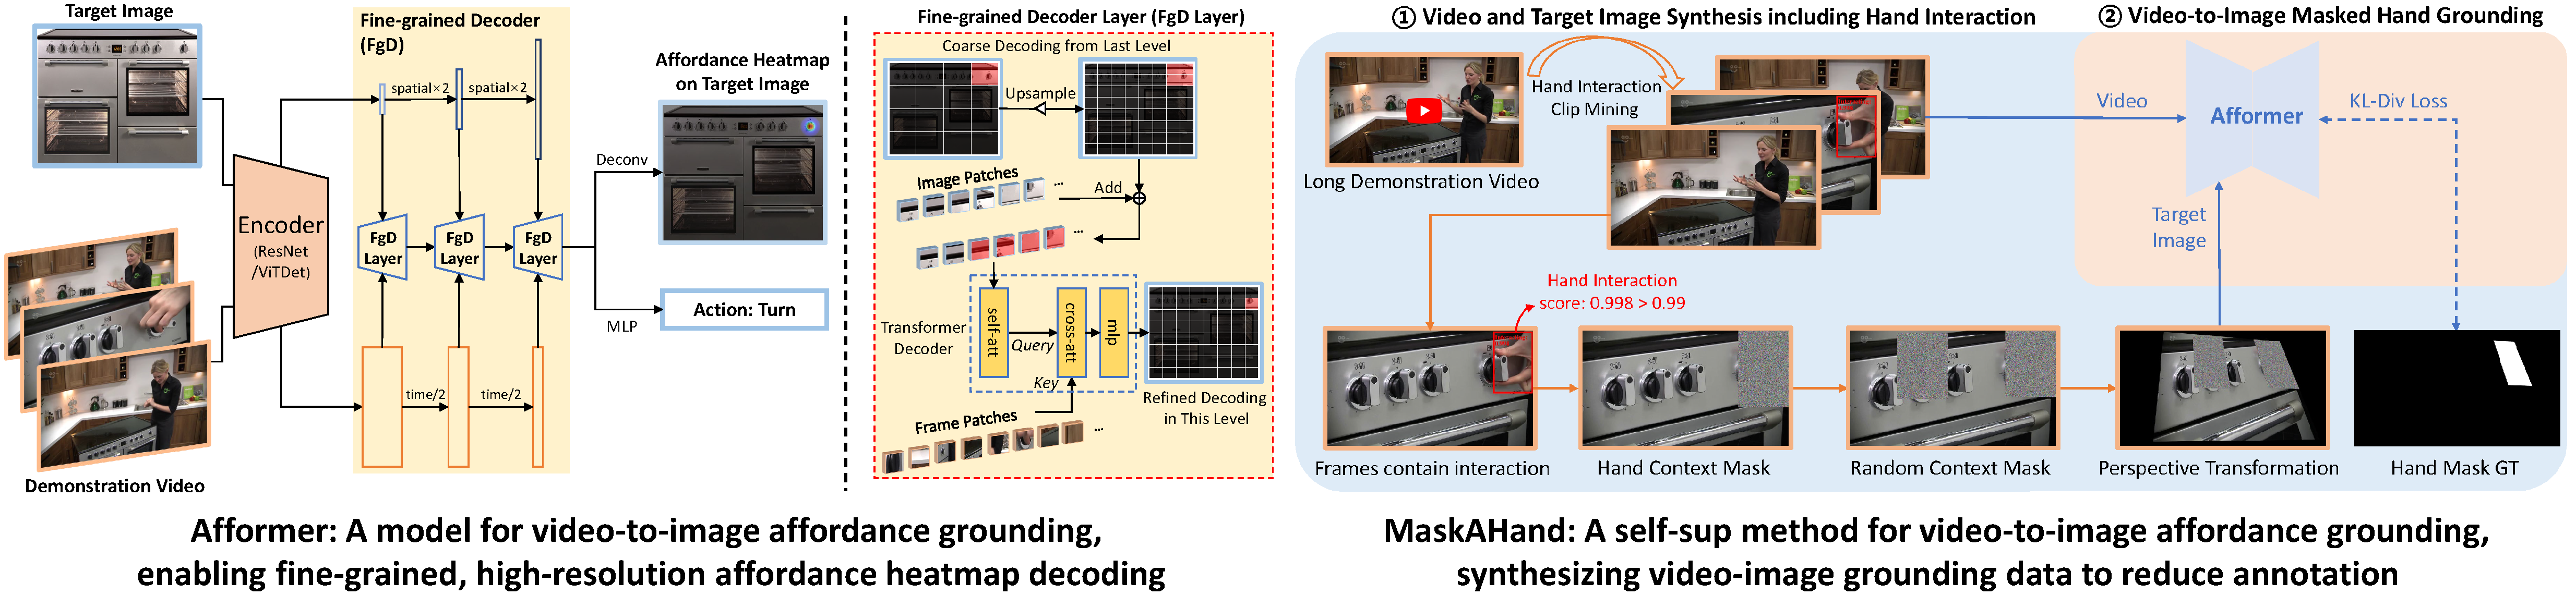 Target Image
Demonstration Video
Encoder
(ResNet
/ViTDet)
Fine-grained Decoder
(FgD)
spatial×2
spatial×2
FgD
Layer
FgD
Layer
FgD
Layer
time/2
time/2
Deconv
MLP
Affordance Heatmap
on Target Image
Action: Turn
Fine-grained Decoder Layer (FgD Layer)
Coarse Decoding from Last Level
Upsample
Image Patches
...
Add
...
Transformer
Decoder
self-att
Query
cross-att
mlp
Key
Refined Decoding
in This Level
Frame Patches
...
Afformer: A model for video-to-image affordance grounding,
enabling fine-grained, high-resolution affordance heatmap decoding
① Video and Target Image Synthesis including Hand Interaction
② Video-to-Image Masked Hand Grounding
Long Demonstration Video
Hand Interaction
Clip Mining
Video
Afformer
KL-Div Loss
Target
Image
Hand Interaction
score: 0.998 > 0.99
Frames contain interaction
Hand Context Mask
Random Context Mask
Perspective Transformation
Hand Mask GT
MaskAHand: A self-sup method for video-to-image affordance grounding,
synthesizing video-image grounding data to reduce annotation